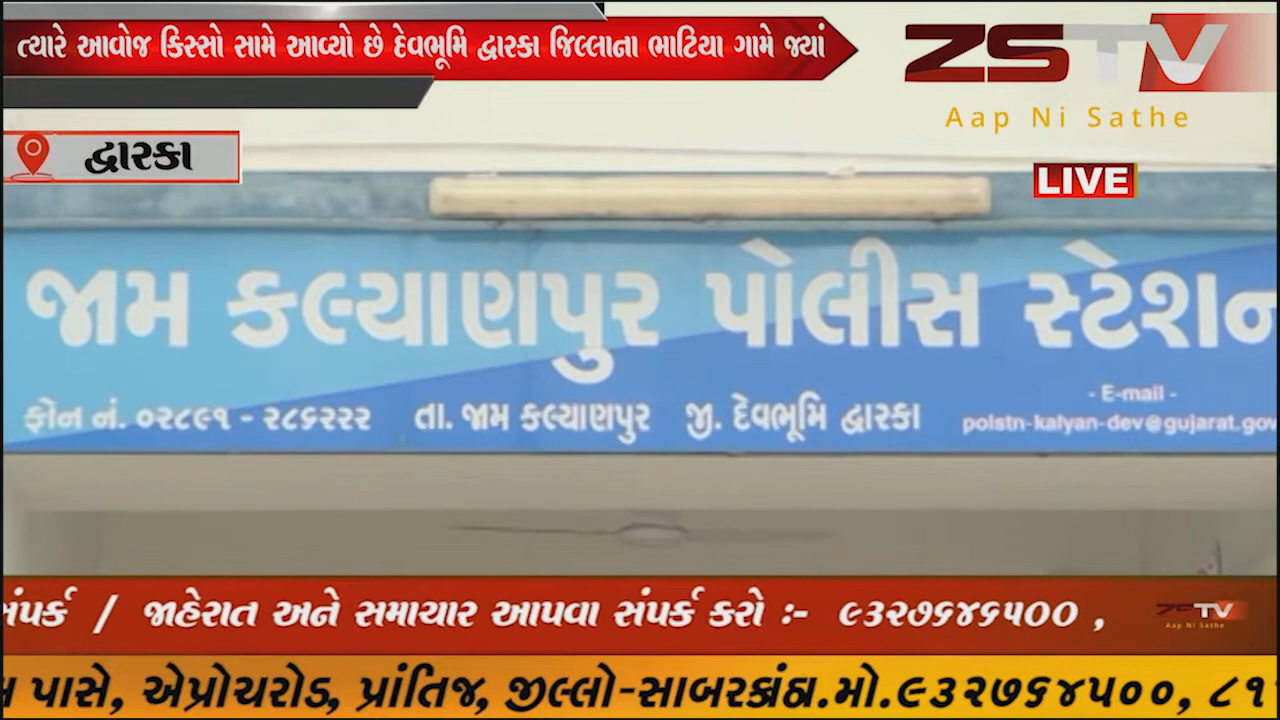 ત્યારે આવોજ કિસ્સો સામે આવ્યો છે દેવભૂમિ દ્વારકા જિલ્લાના ભાટિયા ગામે જ્યાં
ZSTV
Aap Ni Sathe
દ્વારકા
LIVE
જામ કલ્યાણપુર પોલીસ સ્ટેશન
- E-mail -
ફોન નં. ૦૨૮૯૧ - ૨૮૬૨૨૨ તા. જામ કલ્યાણપુર જી. દેવભૂમિ દ્વારકા polstn-kalyan-dev@gujarat.gov
સંપર્ક / જાહેરાત અને સમાચાર આપવા સંપર્ક કરો :- ૯૩૨૭૬૪૬૫૦૦ ,
ZSTV
Aap Ni Sathe
પાસે, એપ્રોચરોડ, પ્રાંતિજ, જીલ્લો-સાબરકાંઠા.મો.૯૩૨૭૬૪૫૦૦, ૮૧